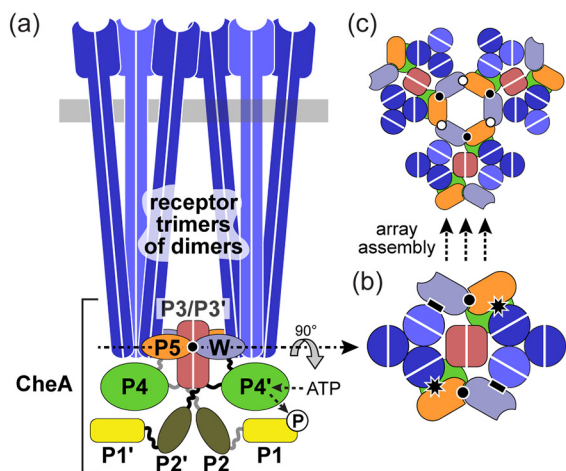 (a)
receptor
trimers
of dimers
P3/P3'
P5
W
90°
CheA
P4
P4'
ATP
P
P1'
P2'
P2
P1
(c)
array
assembly
(b)